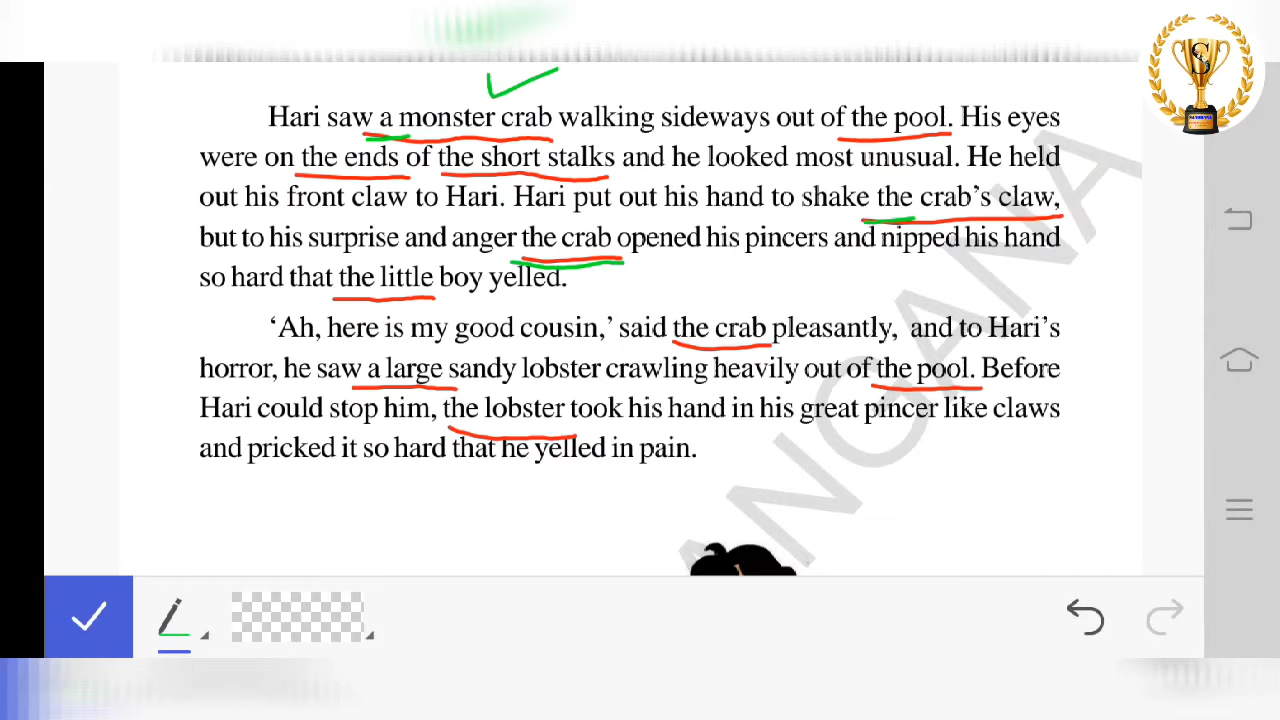 Hari saw a monster crab walking sideways out of the pool. His eyes
were on the ends of the short stalks and he looked most unusual. He held
out his front claw to Hari. Hari put out his hand to shake the crab's claw,
but to his surprise and anger the crab opened his pincers and nipped his hand
so hard that the little boy yelled.
‘Ah, here is my good cousin,’ said the crab pleasantly, and to Hari's
horror, he saw a large sandy lobster crawling heavily out of the pool. Before
Hari could stop him, the lobster took his hand in his great pincer like claws
and pricked it so hard that he yelled in pain.
ANGANA
S